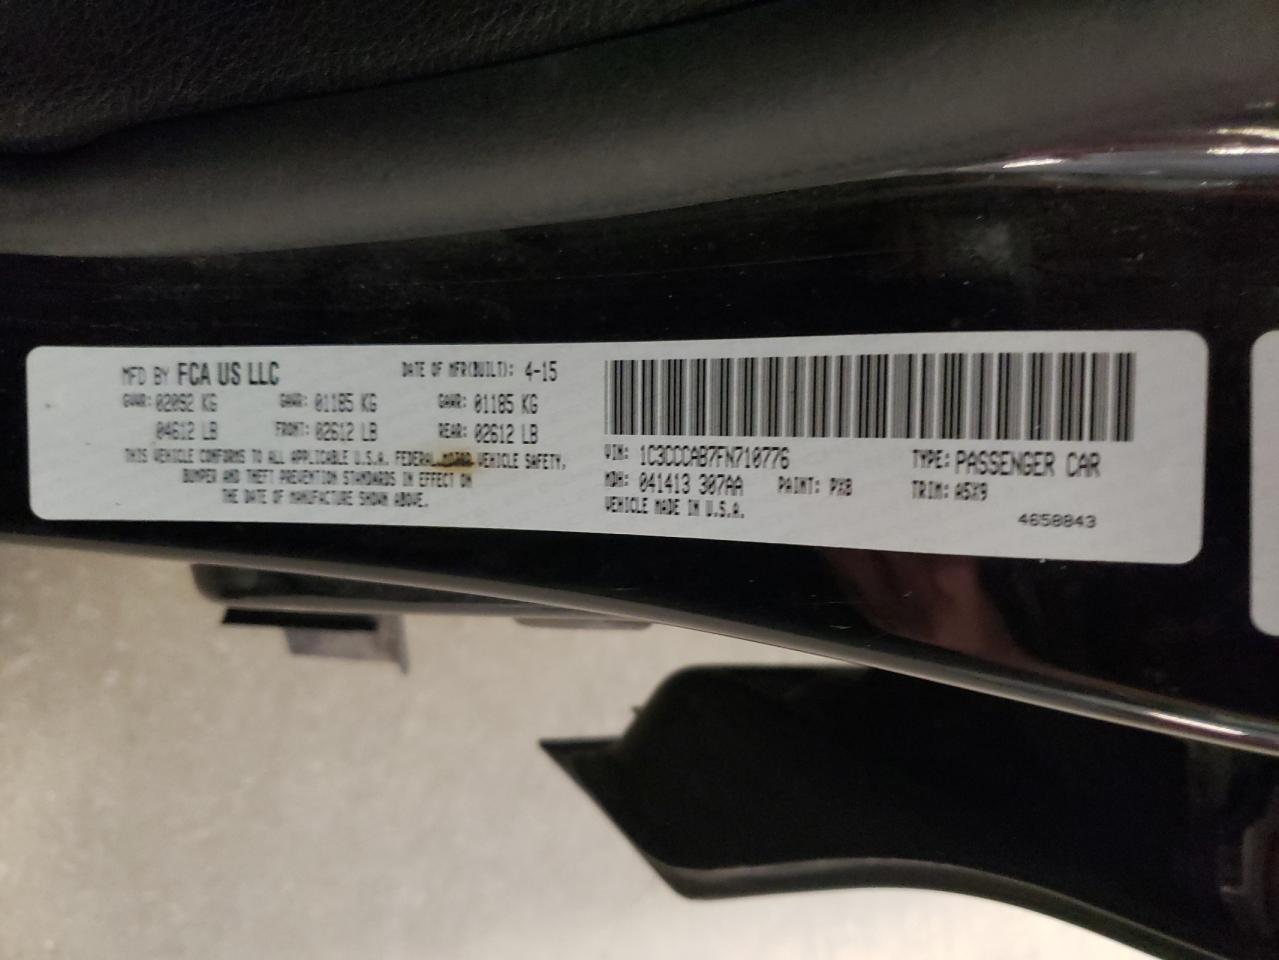 MFD BY FCA US LLC DATE OF MFR(BUILT): 4-15
GVWR: 02092 KG GAWR: 01185 KG GAWR: 01185 KG
04612 LB FRONT: 02612 LB REAR: 02612 LB
THIS VEHICLE CONFORMS TO ALL APPLICABLE U.S.A. FEDERAL MOTOR VEHICLE SAFETY,
BUMPER AND THEFT PREVENTION STANDARDS IN EFFECT ON
THE DATE OF MANUFACTURE SHOWN ABOVE.
VIN: 1C3CCCAB7FN710776 TYPE: PASSENGER CAR
MDH: 041413 307AA PAINT: PX8 TRIM: A5X9
VEHICLE MADE IN U.S.A.
4658843